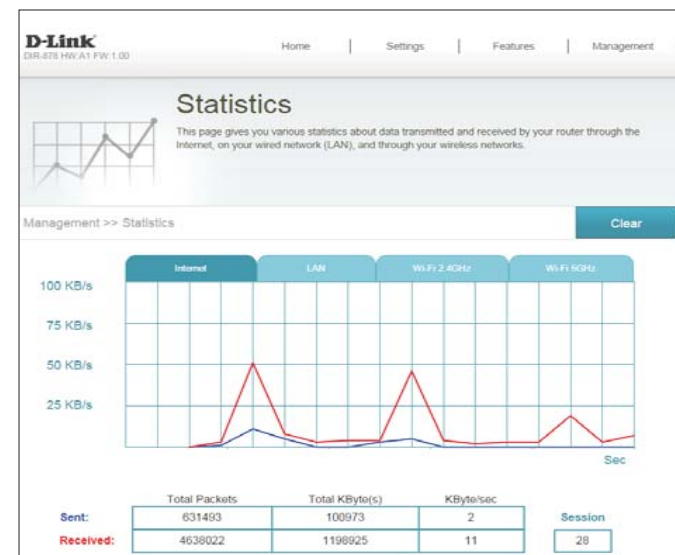 D-Link
DIR-878 HW:A1 FW:1.00
Home | Settings | Features | Management
Statistics
This page gives you various statistics about data transmitted and received by your router through the
Internet, on your wired network (LAN), and through your wireless networks.
Management >> Statistics
Clear
Internet LAN Wi-Fi 2.4GHz Wi-Fi 5GHz
100 KB/s
75 KB/s
50 KB/s
25 KB/s
Sec
Total Packets Total KByte(s) KByte/sec
Sent: 631493 100973 2 Session
Received: 4638022 1198925 11 28